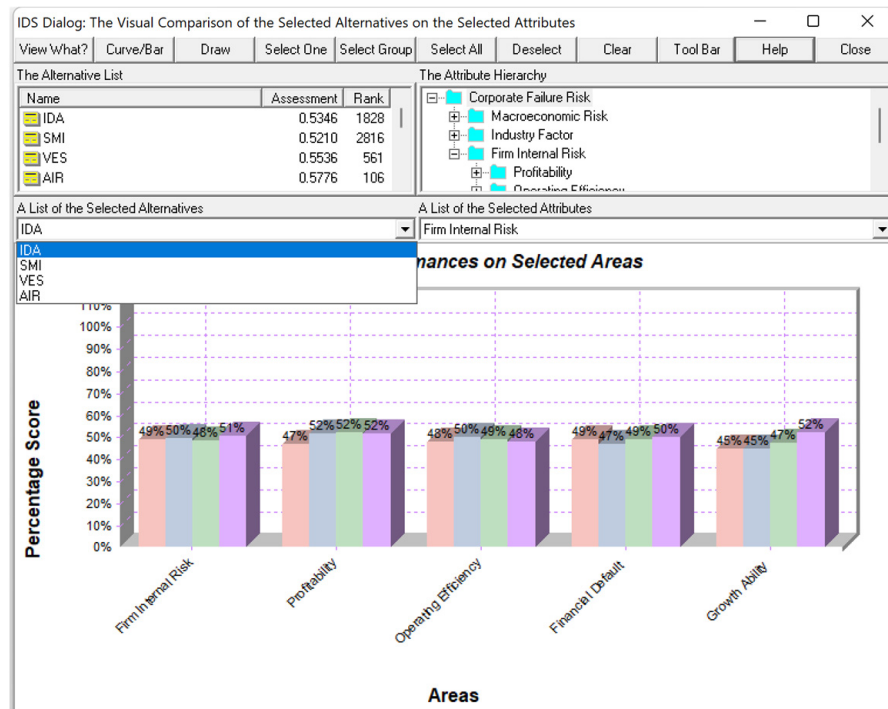 IDS Dialog: The Visual Comparison of the Selected Alternatives on the Selected Attributes
View What? Curve/Bar Draw Select One Select Group Select All Deselect Clear Tool Bar Help Close
The Alternative List
Name Assessment Rank
IDA 0.5346 1828
SMI 0.5210 2816
VES 0.5536 561
AIR 0.5776 106
The Attribute Hierarchy
Corporate Failure Risk
Macroeconomic Risk
Industry Factor
Firm Internal Risk
Profitability
Operating Efficiency
A List of the Selected Alternatives
IDA
IDA
SMI
VES
AIR
A List of the Selected Attributes
Firm Internal Risk
mances on Selected Areas
Percentage Score
110%
100%
90%
80%
70%
60%
50%
40%
30%
20%
10%
0%
49% 50% 48% 51%
47% 52% 52% 52%
48% 50% 49% 48%
49% 47% 49% 50%
45% 45% 47% 52%
Firm Internal Risk
Profitability
Operating Efficiency
Financial Default
Growth Ability
Areas